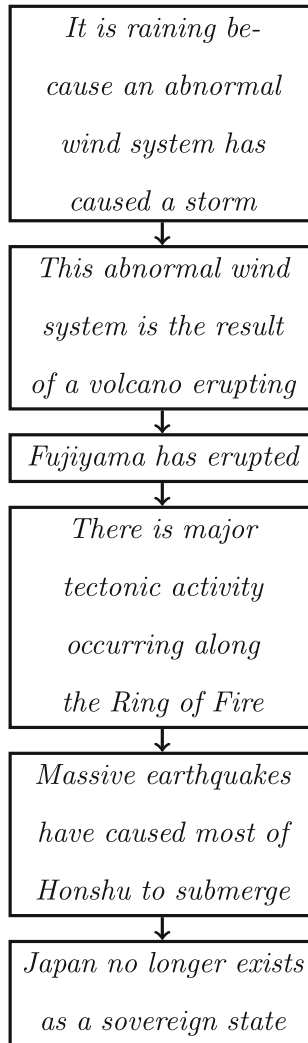 It is raining be-
cause an abnormal
wind system has
caused a storm
This abnormal wind
system is the result
of a volcano erupting
Fujiyama has erupted
There is major
tectonic activity
occurring along
the Ring of Fire
Massive earthquakes
have caused most of
Honshu to submerge
Japan no longer exists
as a sovereign state